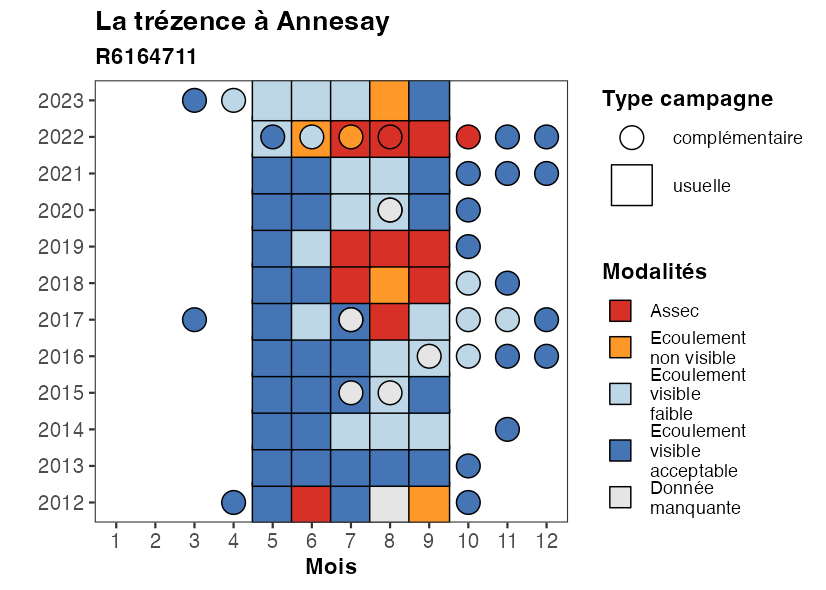 La trézence à Annesay
R6164711
2023
2022
2021
2020
2019
2018
2017
2016
2015
2014
2013
2012
1 2 3 4 5 6 7 8 9 10 11 12
Mois
Type campagne
complémentaire
usuelle
Modalités
Assec
Ecoulement
non visible
Ecoulement
visible
faible
Ecoulement
visible
acceptable
Donnée
manquante